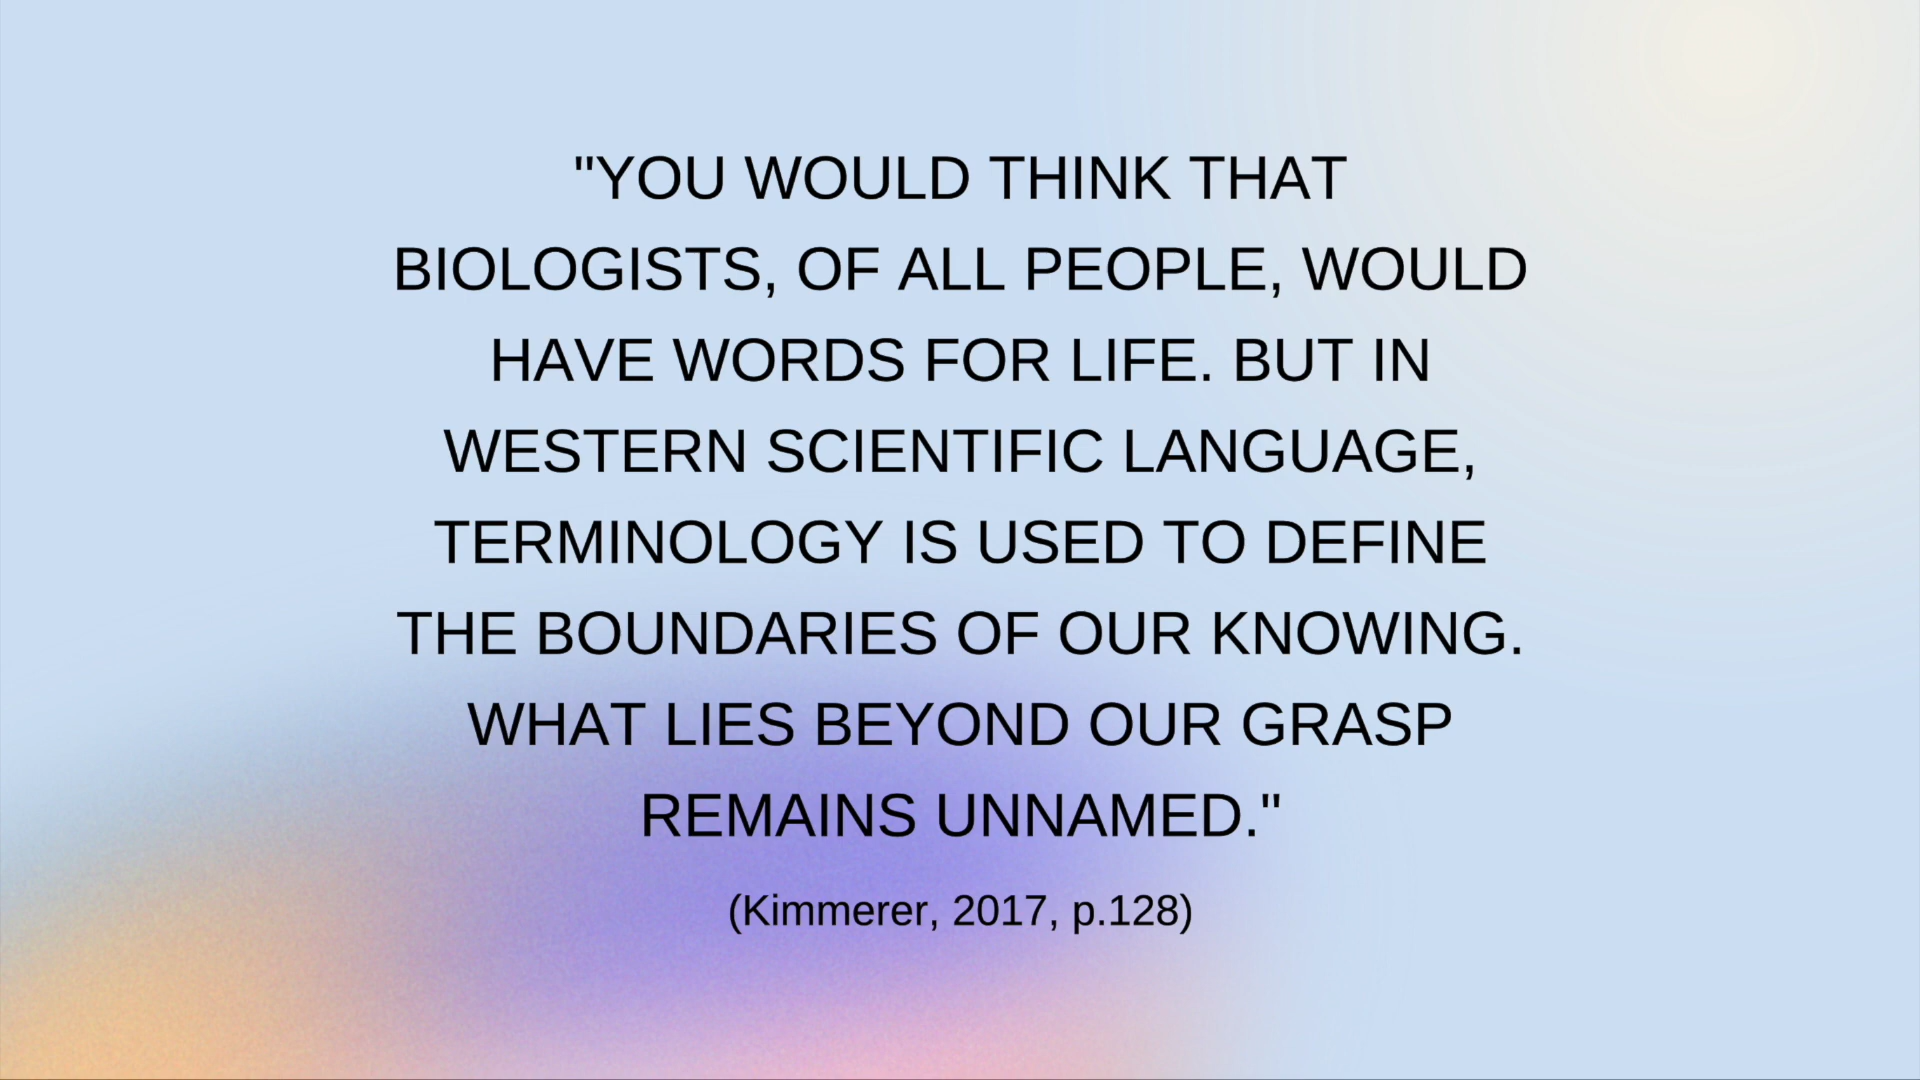 "YOU WOULD THINK THAT
BIOLOGISTS, OF ALL PEOPLE, WOULD
HAVE WORDS FOR LIFE. BUT IN
WESTERN SCIENTIFIC LANGUAGE,
TERMINOLOGY IS USED TO DEFINE
THE BOUNDARIES OF OUR KNOWING.
WHAT LIES BEYOND OUR GRASP
REMAINS UNNAMED."
(Kimmerer, 2017, p.128)